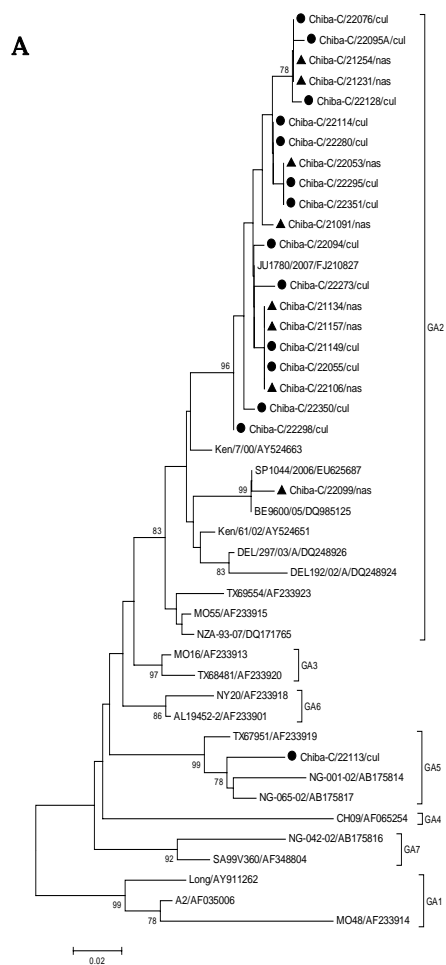 A
Chiba-C/22076/cul
Chiba-C/22095A/cul
Chiba-C/21254/nas
78
Chiba-C/21231/nas
Chiba-C/22128/cul
Chiba-C/22114/cul
Chiba-C/22280/cul
Chiba-C/22053/nas
Chiba-C/22295/cul
Chiba-C/22351/cul
Chiba-C/21091/nas
Chiba-C/22094/cul
JU1780/2007/FJ210827
Chiba-C/22273/cul
Chiba-C/21134/nas
Chiba-C/21157/nas
Chiba-C/21149/cul
Chiba-C/22055/cul
96
Chiba-C/22106/nas
Chiba-C/22350/cul
Chiba-C/22298/cul
Ken/7/00/AY524663
SP1044/2006/EU625687
99
Chiba-C/22099/nas
BE9600/05/DQ985125
Ken/61/02/AY524651
83
DEL/297/03/A/DQ248926
83
DEL192/02/A/DQ248924
TX69554/AF233923
MO55/AF233915
NZA-93-07/DQ171765
GA2
MO16/AF233913
97
TX68481/AF233920
GA3
NY20/AF233918
86
AL19452-2/AF233901
GA6
TX67951/AF233919
99
Chiba-C/22113/cul
78
NG-001-02/AB175814
NG-065-02/AB175817
GA5
CH09/AF065254
GA4
NG-042-02/AB175816
92
SA99V360/AF348804
GA7
Long/AY911262
99
A2/AF035006
78
MO48/AF233914
GA1
0.02